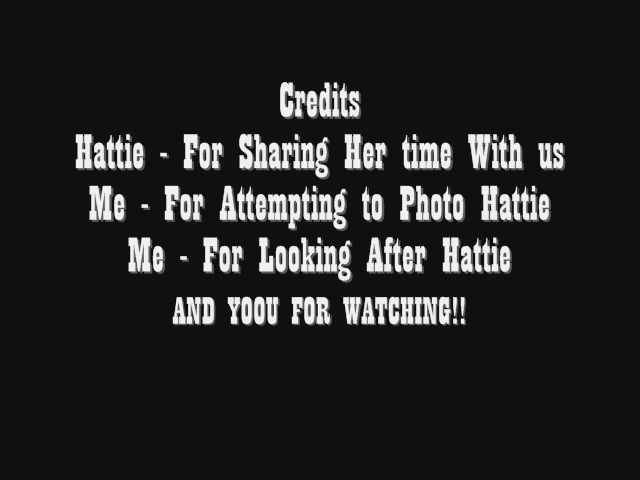 Credits
Hattie - For Sharing Her time With us
Me - For Attempting to Photo Hattie
Me - For Looking After Hattie
AND YOOU FOR WATCHING!!